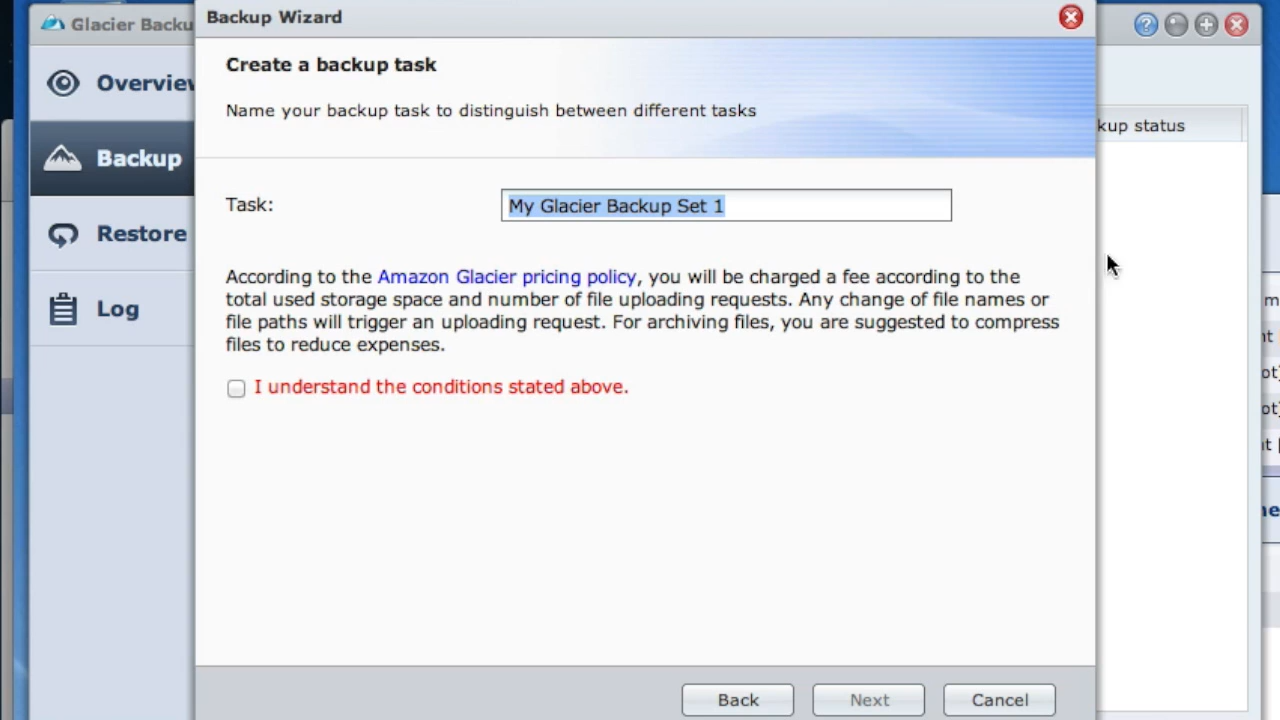 Glacier Backu
Backup Wizard
Create a backup task
Name your backup task to distinguish between different tasks
Overview
Backup
Restore
Log
kup status
Task:
My Glacier Backup Set 1
According to the Amazon Glacier pricing policy, you will be charged a fee according to the
total used storage space and number of file uploading requests. Any change of file names or
file paths will trigger an uploading request. For archiving files, you are suggested to compress
files to reduce expenses.
I understand the conditions stated above.
Back
Next
Cancel